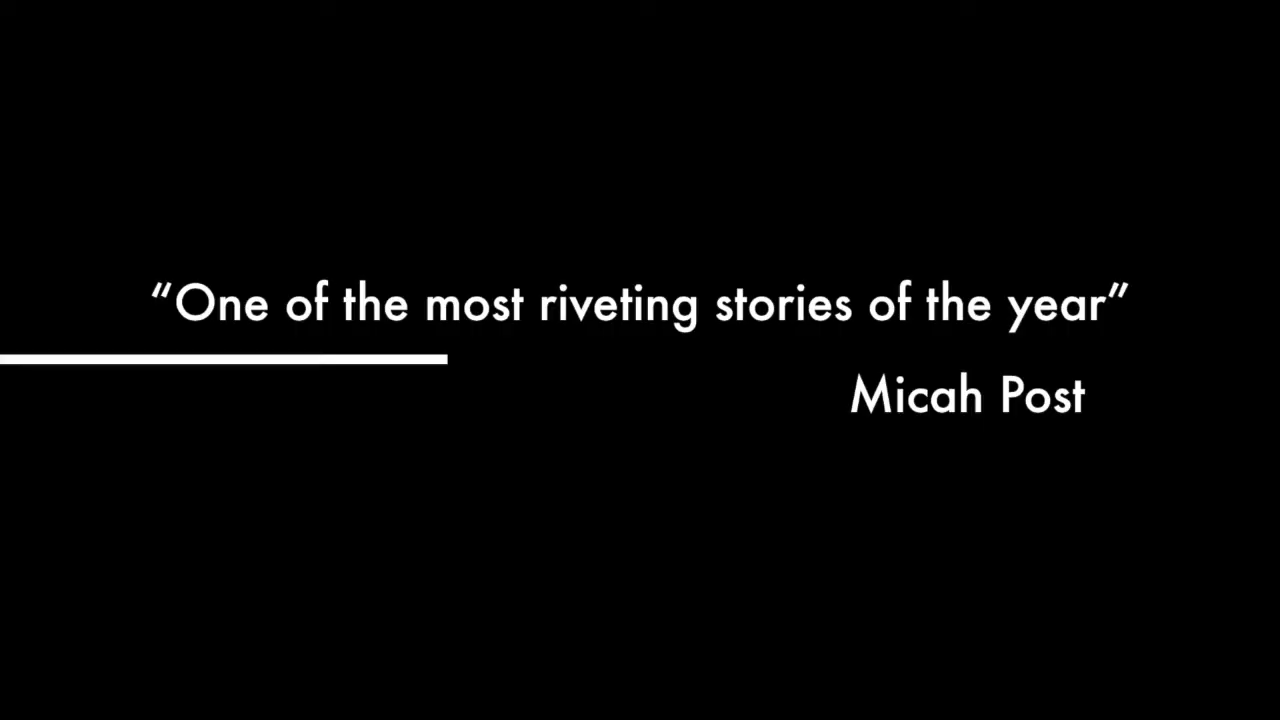 “One of the most riveting stories of the year”
Micah Post